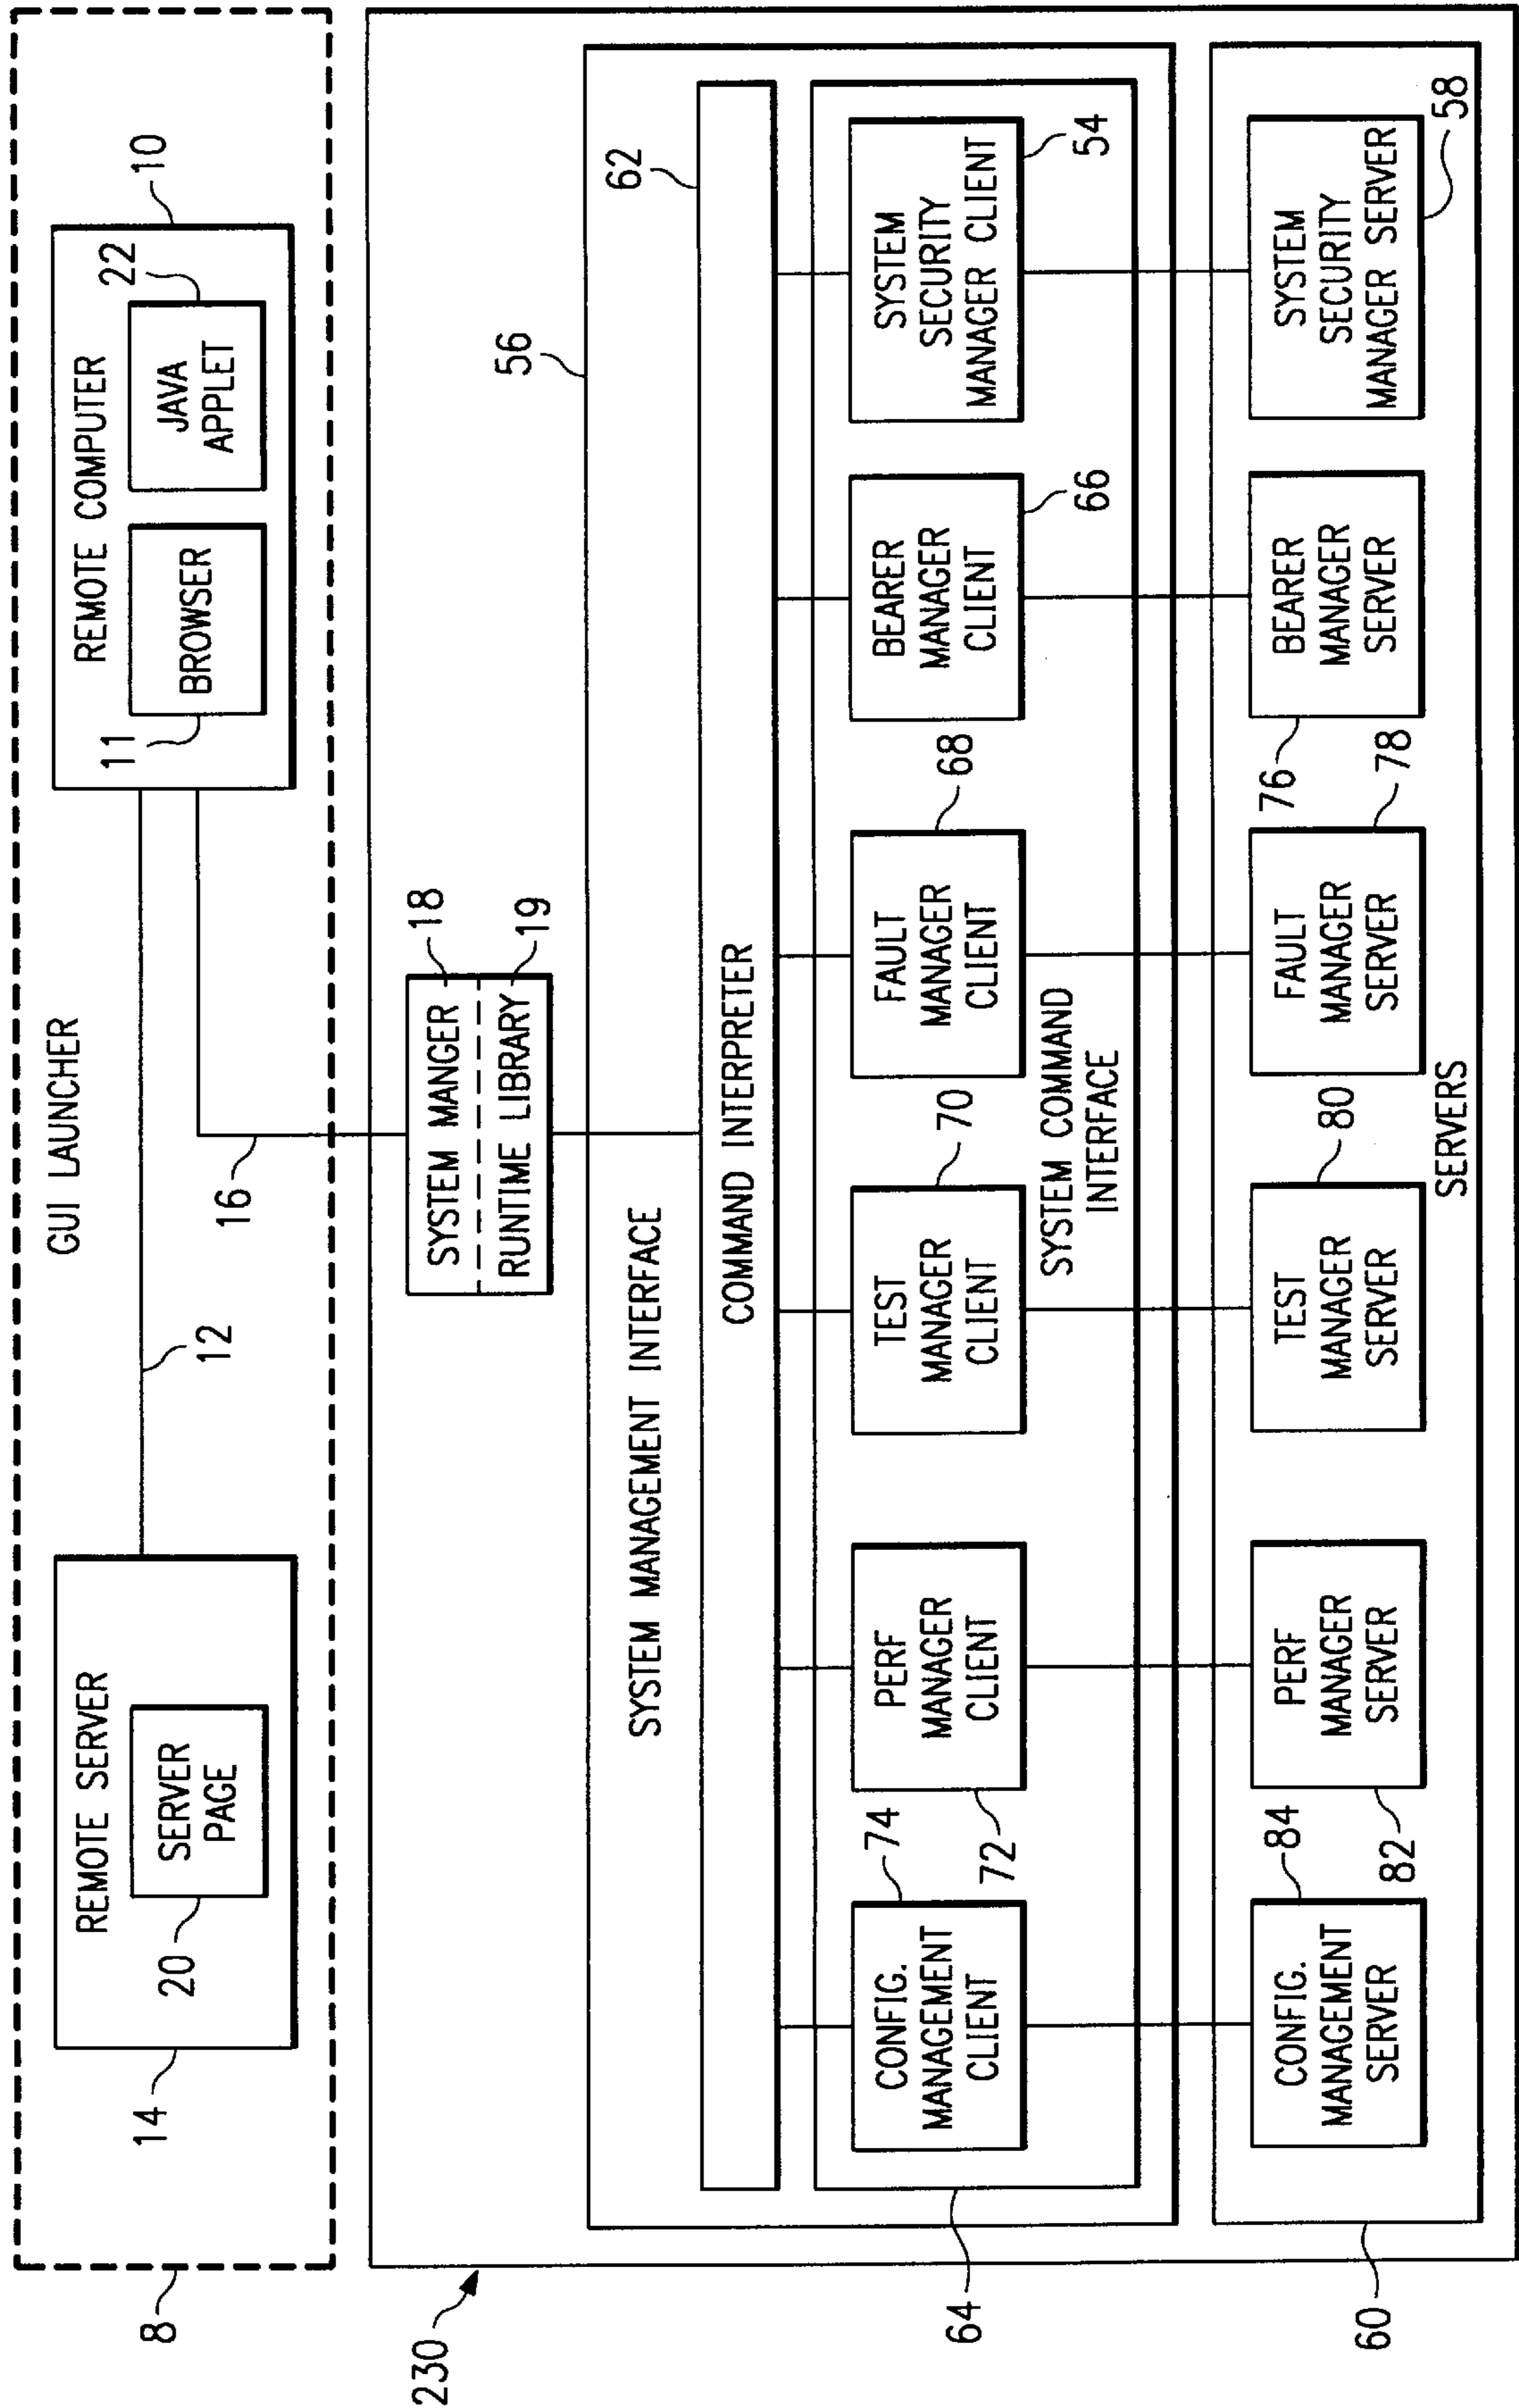 8
GUI LAUNCHER
14
REMOTE SERVER
20
SERVER
PAGE
12
REMOTE COMPUTER
10
11
BROWSER
JAVA
APPLET
22
16
230
SYSTEM MANGER
18
RUNTIME LIBRARY
19
SYSTEM MANAGEMENT INTERFACE
56
COMMAND INTERPRETER
62
64
CONFIG.
MANAGEMENT
CLIENT
74
PERF
MANAGER
CLIENT
72
TEST
MANAGER
CLIENT
70
FAULT
MANAGER
CLIENT
68
BEARER
MANAGER
CLIENT
66
SYSTEM
SECURITY
MANAGER CLIENT
54
SYSTEM COMMAND
INTERFACE
60
CONFIG.
MANAGEMENT
SERVER
84
PERF
MANAGER
SERVER
82
TEST
MANAGER
SERVER
80
FAULT
MANAGER
SERVER
78
BEARER
MANAGER
SERVER
76
SYSTEM
SECURITY
MANAGER SERVER
58
SERVERS